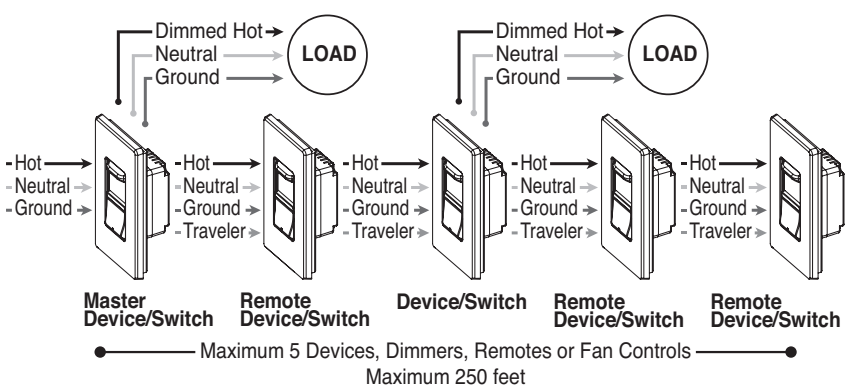 Dimmed Hot
Neutral
Ground
LOAD
Dimmed Hot
Neutral
Ground
LOAD
Hot
Neutral
Ground
Hot
Neutral
Ground
Traveler
Hot
Neutral
Ground
Traveler
Hot
Neutral
Ground
Traveler
Hot
Neutral
Ground
Traveler
Master
Device/Switch
Remote
Device/Switch
Device/Switch
Remote
Device/Switch
Remote
Device/Switch
Maximum 5 Devices, Dimmers, Remotes or Fan Controls
Maximum 250 feet